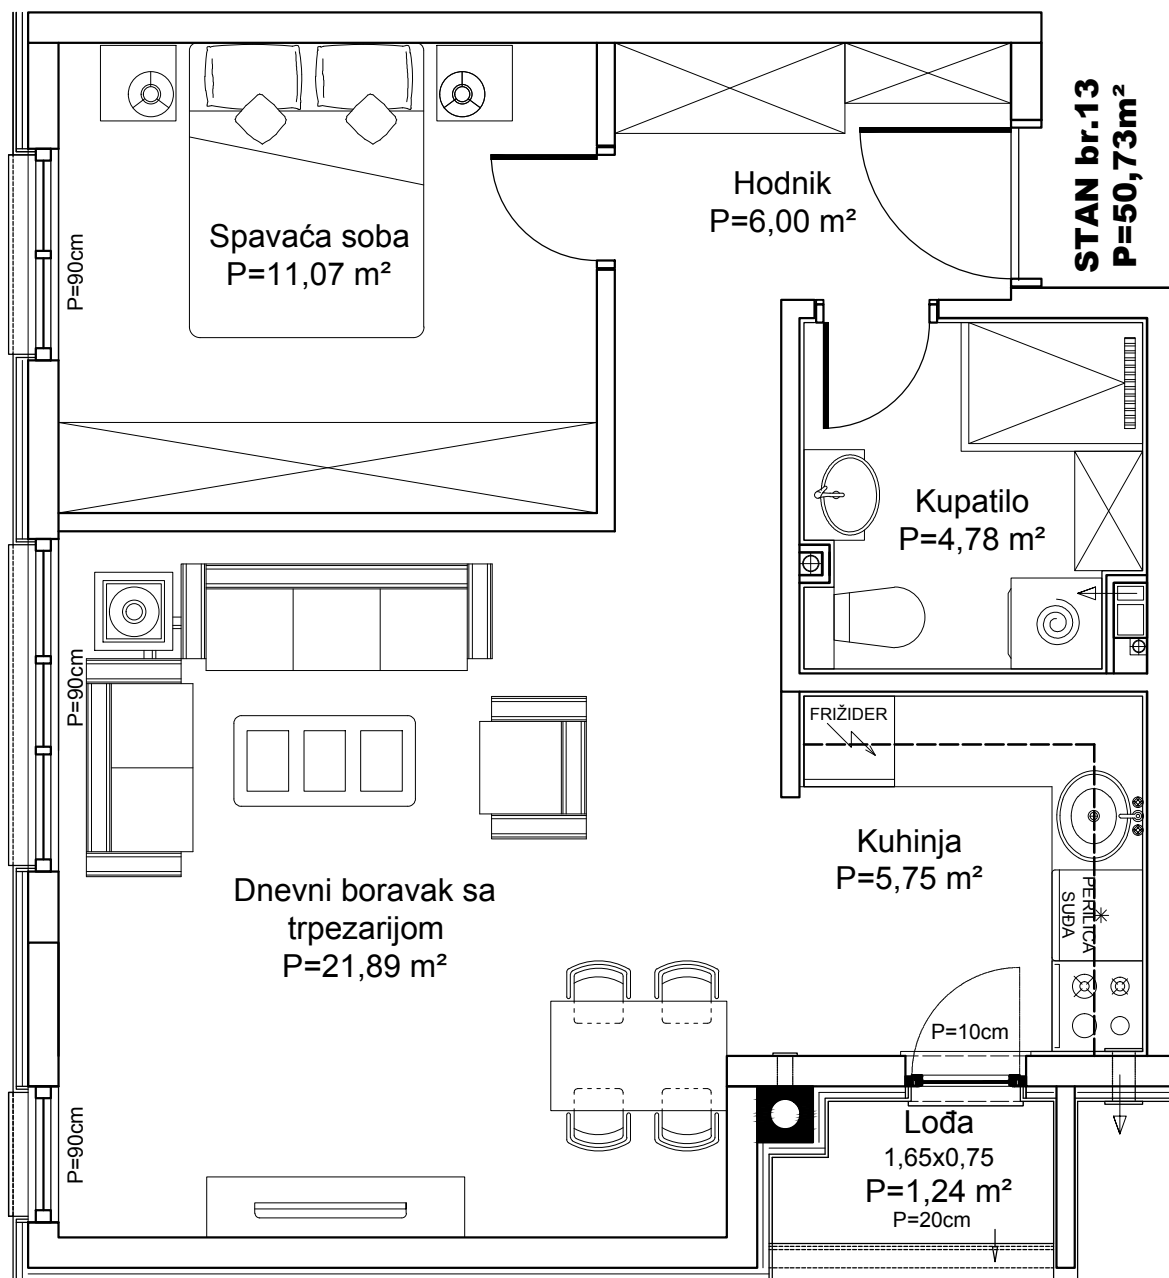 STAN br.13
P=50,73m²
Hodnik
P=6,00 m²
Spavaća soba
P=11,07 m²
P=90cm
Kupatilo
P=4,78 m²
P=90cm
FRIŽIDER
Kuhinja
P=5,75 m²
PERILICA
SUĐA
Dnevni boravak sa
trpezarijom
P=21,89 m²
P=10cm
P=90cm
Lođa
1,65x0,75
P=1,24 m²
P=20cm